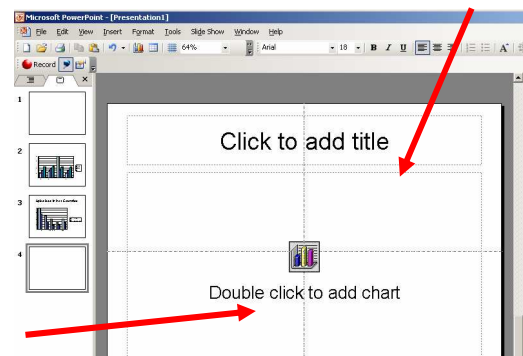 Microsoft PowerPoint - [Presentation1]
File Edit View Insert Format Tools Slide Show Window Help
64% Arial 18 B I U A
Record
1
2
3
4
Click to add title
Double click to add chart